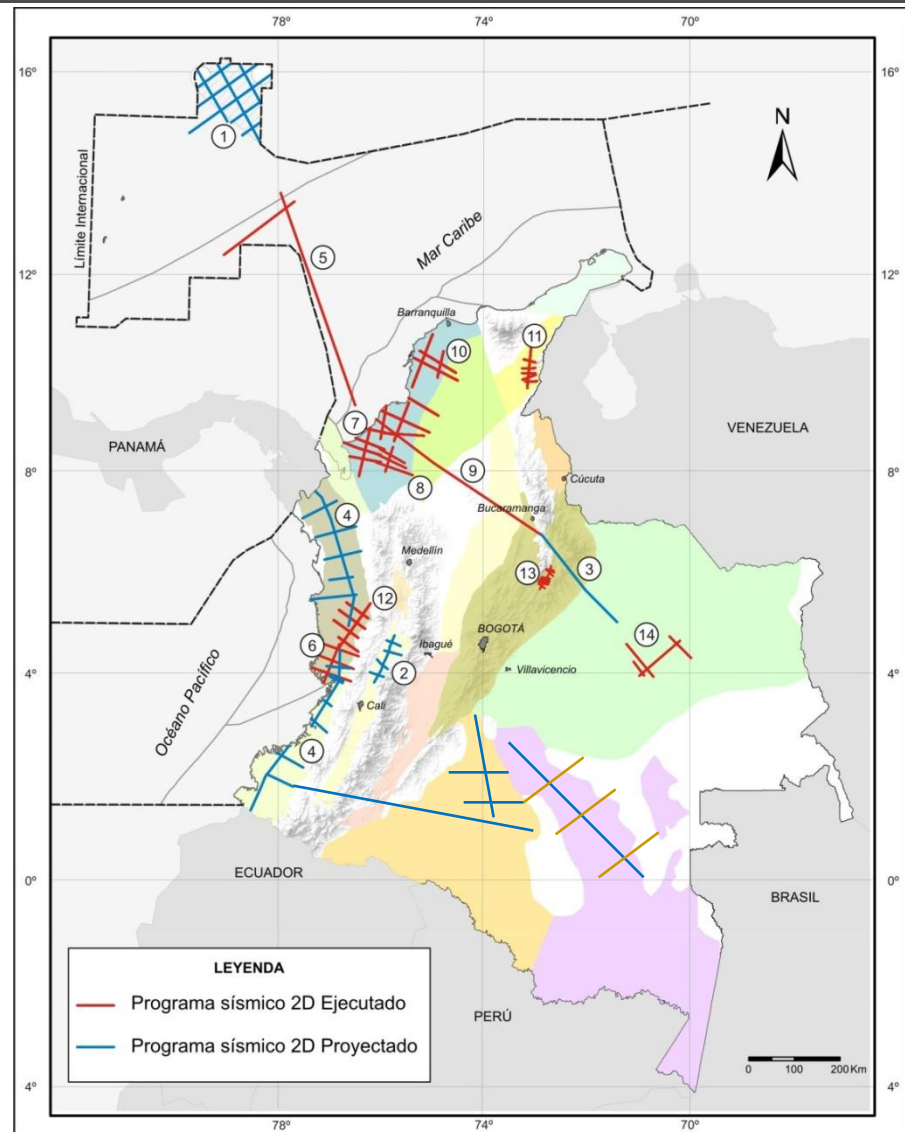 78° 74° 70°
16° 16°
N
1
Límite Internacional
5
Mar Caribe
12° 12°
Barranquilla
11
10
7
PANAMÁ
VENEZUELA
8° 8°
9
Cúcuta
8
4
Bucaramanga
Medellín
13
3
12
BOGOTÁ
14
6
Ibagué
4° 4°
2
Villavicencio
Océano Pacífico
Cali
4
ECUADOR
0° 0°
BRASIL
LEYENDA
Programa sísmico 2D Ejecutado
PERÚ
Programa sísmico 2D Proyectado
0 100 200 Km
4° 4°
78° 74° 70°